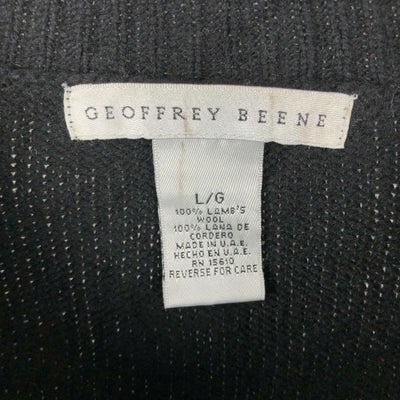 GEOFFREY BEENE
L/G
100% LAMB'S
WOOL
100% LANA DE
CORDERO
MADE IN U.A.E.
HECHO EN U.A.E.
RN 15610
REVERSE FOR CARE